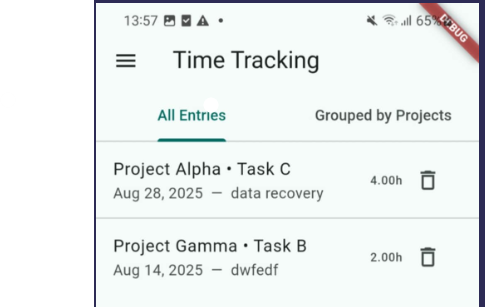 13:57 65%
DEBUG
Time Tracking
All Entries Grouped by Projects
Project Alpha • Task C
Aug 28, 2025 — data recovery
4.00h
Project Gamma • Task B
Aug 14, 2025 — dwfedf
2.00h